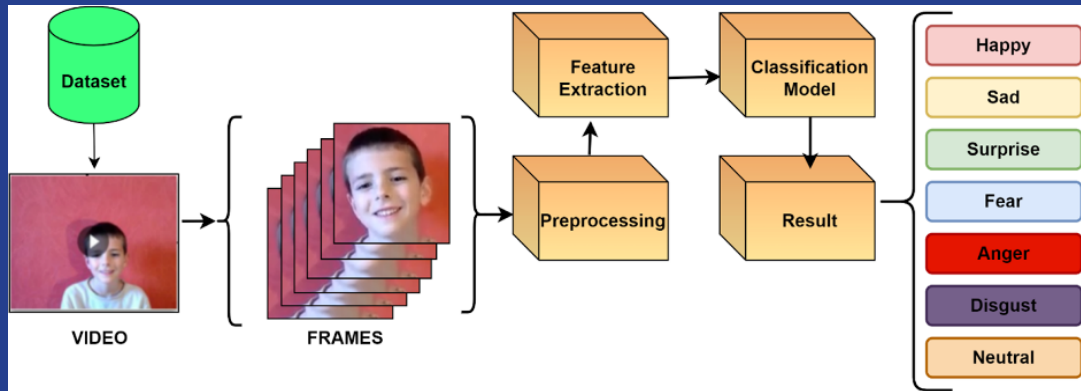 Dataset
VIDEO
FRAMES
Preprocessing
Feature
Extraction
Classification
Model
Result
Happy
Sad
Surprise
Fear
Anger
Disgust
Neutral